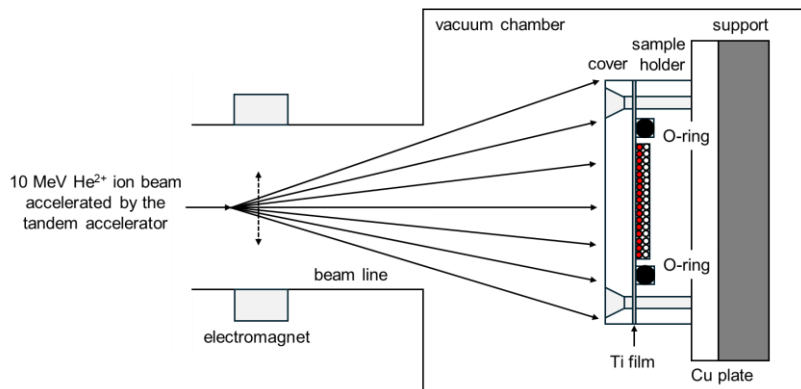 vacuum chamber
support
sample
holder
cover
O-ring
10 MeV He²⁺ ion beam
accelerated by the
tandem accelerator
O-ring
beam line
electromagnet
Ti film
Cu plate